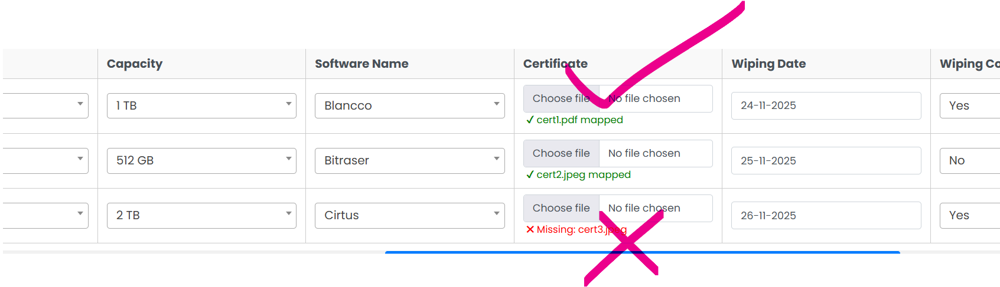 Capacity Software Name Certificate Wiping Date Wiping Co
1 TB Blancco Choose file No file chosen 24-11-2025 Yes
✓ cert1.pdf mapped
512 GB Bitraser Choose file No file chosen 25-11-2025 No
✓ cert2.jpeg mapped
2 TB Cirtus Choose file No file chosen 26-11-2025 Yes
✕ Missing: cert3.jpeg